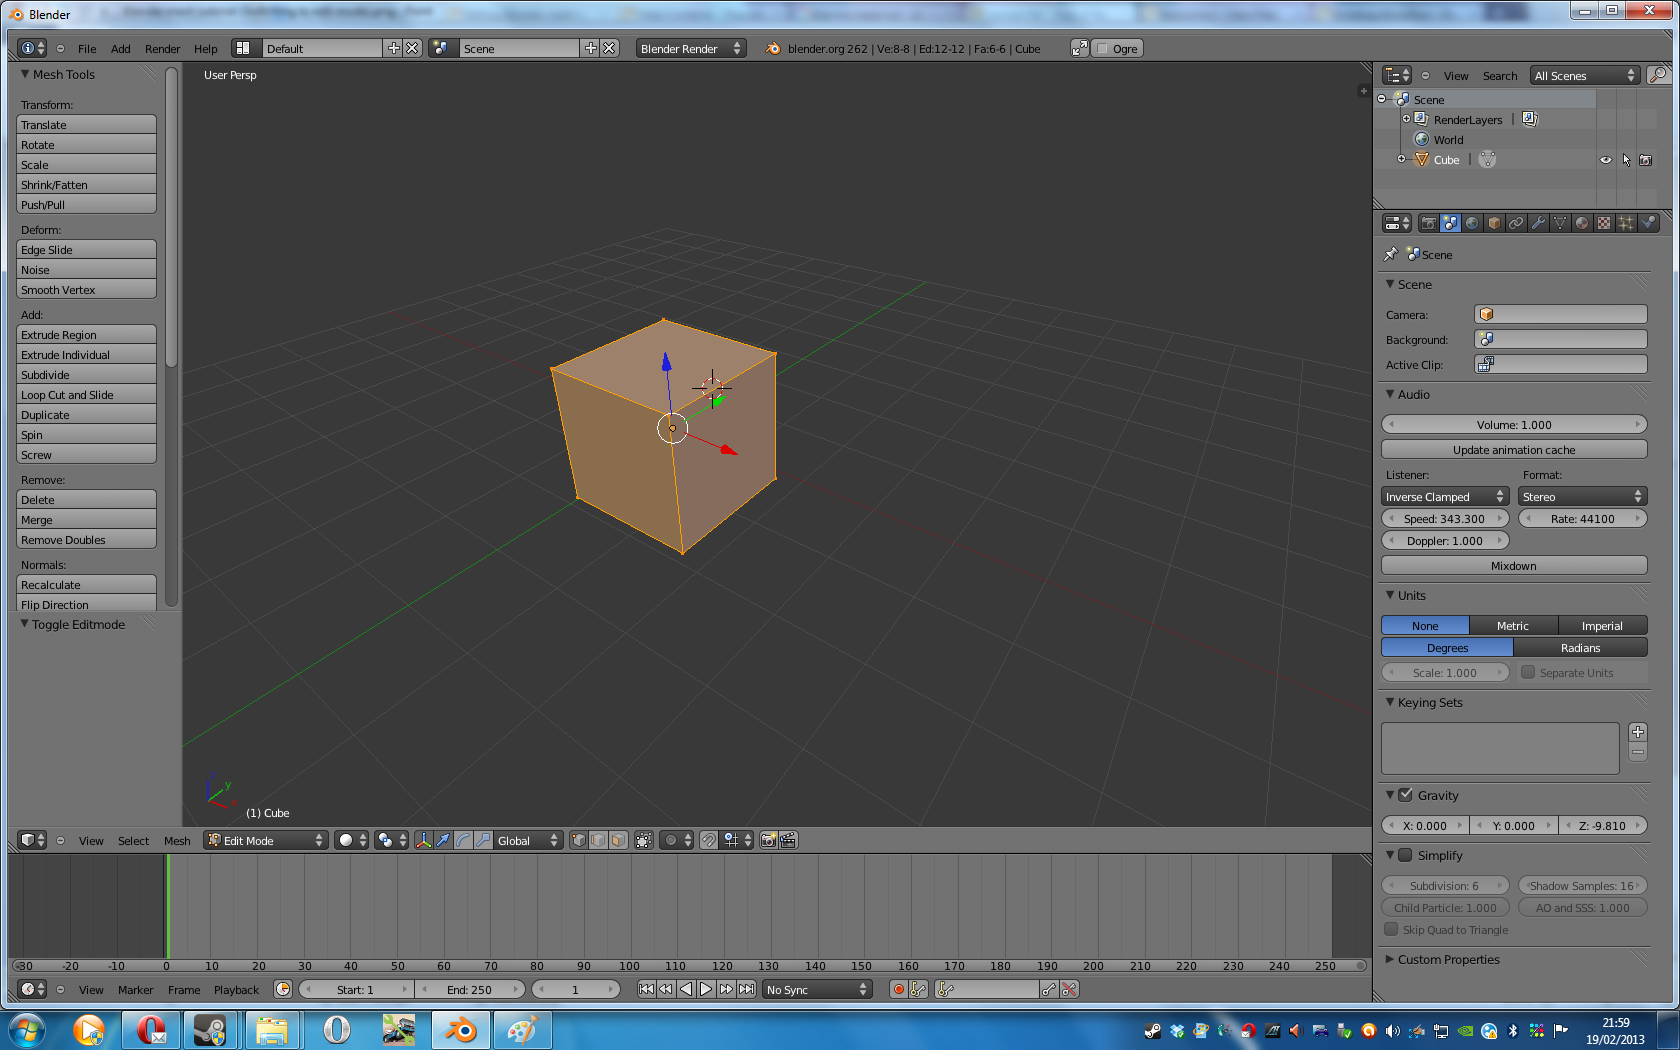 Blender
File Add Render Help Default Scene Blender Render blender.org 262 | Ve:8-8 | Ed:12-12 | Fa:6-6 | Cube Ogre
Mesh Tools
Transform:
Translate
Rotate
Scale
Shrink/Fatten
Push/Pull
Deform:
Edge Slide
Noise
Smooth Vertex
Add:
Extrude Region
Extrude Individual
Subdivide
Loop Cut and Slide
Duplicate
Spin
Screw
Remove:
Delete
Merge
Remove Doubles
Normals:
Recalculate
Flip Direction
Toggle Editmode
User Persp
z
y
x
(1) Cube
View Select Mesh Edit Mode Global
-30 -20 -10 0 10 20 30 40 50 60 70 80 90 100 110 120 130 140 150 160 170 180 190 200 210 220 230 240 250
View Marker Frame Playback Start: 1 End: 250 1 No Sync
View Search All Scenes
Scene
RenderLayers |
World
Cube |
Scene
Scene
Camera:
Background:
Active Clip:
Audio
Volume: 1.000
Update animation cache
Listener: Format:
Inverse Clamped Stereo
Speed: 343.300 Rate: 44100
Doppler: 1.000
Mixdown
Units
None Metric Imperial
Degrees Radians
Scale: 1.000 Separate Units
Keying Sets
Gravity
X: 0.000 Y: 0.000 Z: -9.810
Simplify
Subdivision: 6 Shadow Samples: 16
Child Particle: 1.000 AO and SSS: 1.000
Skip Quad to Triangle
Custom Properties
21:59
19/02/2013